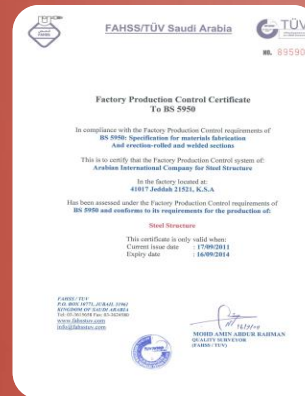 FAHSS/TÜV Saudi Arabia
TÜV
NO. 89590
Factory Production Control Certificate
To BS 5950
In compliance with the Factory Production Control requirements of
BS 5950: Specification for materials fabrication
And erection-rolled and welded sections
This is to certify that the Factory Production Control system of:
Arabian International Company for Steel Structure
In the factory located at:
41017 Jeddah 21521, K.S.A
Has been assessed under the Factory Production Control requirements of
BS 5950 and conforms to its requirements for the production of:
Steel Structure
This certificate is only valid when:
Current issue date : 17/09/2011
Expiry date : 16/09/2014
FAHSS / TUV
P.O. BOX 10771, JUBAIL 31961
KINGDOM OF SAUDI ARABIA
www.fahsstuv.com
info@fahsstuv.com
MOHD AMIN ABDUR RAHMAN
QUALITY SURVEYOR
(FAHSS / TUV)